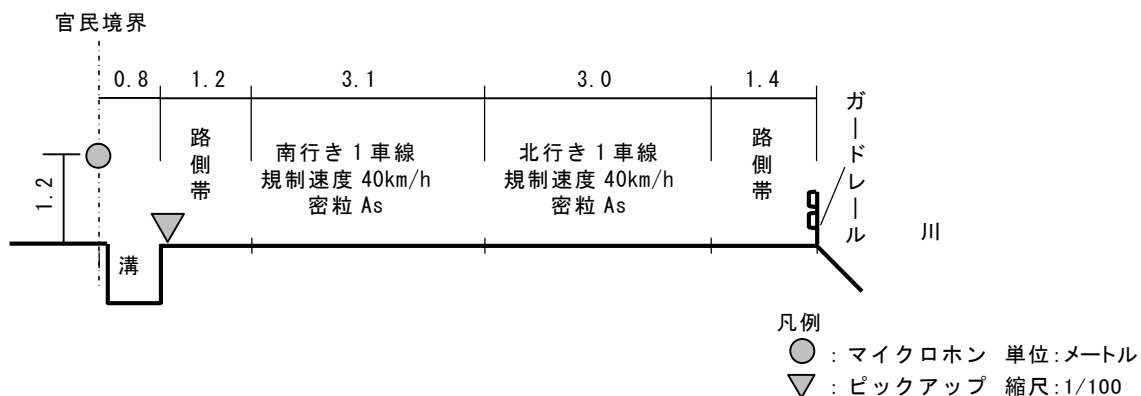 官民境界
0.8 1.2 3.1 3.0 1.4
ガードレール
路側帯
南行き1車線
規制速度 40km/h
密粒 As
北行き1車線
規制速度 40km/h
密粒 As
路側帯
1.2
溝
川
凡例
: マイクロホン 単位:メートル
: ピックアップ 縮尺:1/100